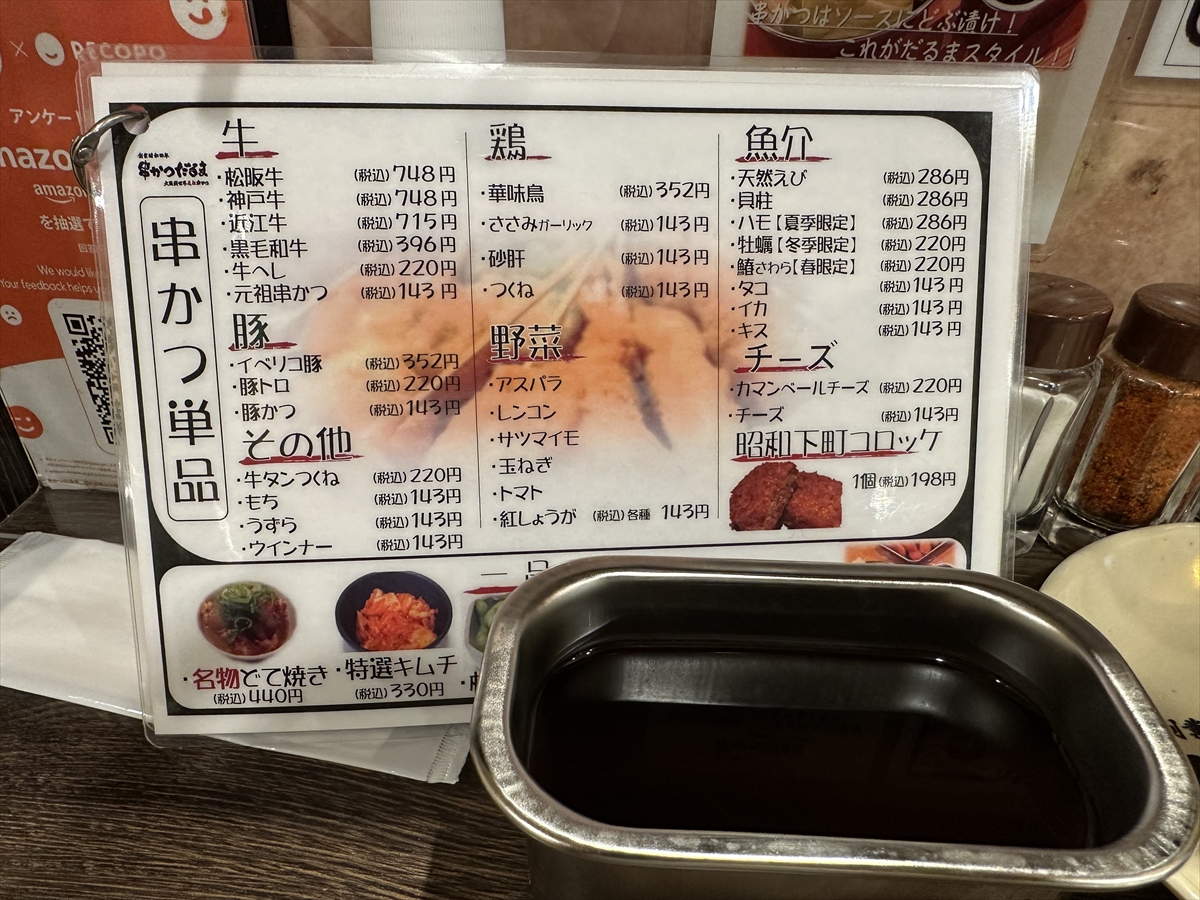 × RECOPO
アンケー
mazo
amazo
を抽選で
We would like
Your feedback helps u
串かつはソースにどぶ漬け!
これがだるまスタイル!!
串かつだるま
串かつ単品
牛
・松阪牛 (税込)748円
・神戸牛 (税込)748円
・近江牛 (税込)715円
・黒毛和牛 (税込)396円
・牛へし (税込)220円
・元祖串かつ (税込)143円
豚
・イベリコ豚 (税込)352円
・豚トロ (税込)220円
・豚かつ (税込)143円
その他
・牛タンつくね (税込)220円
・もち (税込)143円
・うずら (税込)143円
・ウインナー (税込)143円
鶏
・華味鳥 (税込)352円
・ささみガーリック (税込)143円
・砂肝 (税込)143円
・つくね (税込)143円
野菜
・アスパラ
・レンコン
・サツマイモ
・玉ねぎ
・トマト
・紅しょうが (税込)各種 143円
魚介
・天然えび (税込)286円
・貝柱 (税込)286円
・ハモ【夏季限定】 (税込)286円
・牡蠣【冬季限定】 (税込)220円
・鰆さわら【春限定】 (税込)220円
・タコ (税込)143円
・イカ (税込)143円
・キス (税込)143円
チーズ
・カマンベールチーズ (税込)220円
・チーズ (税込)143円
昭和下町コロッケ
1個(税込)198円
一品
・名物どて焼き
(税込)440円
・特選キムチ
(税込)330円